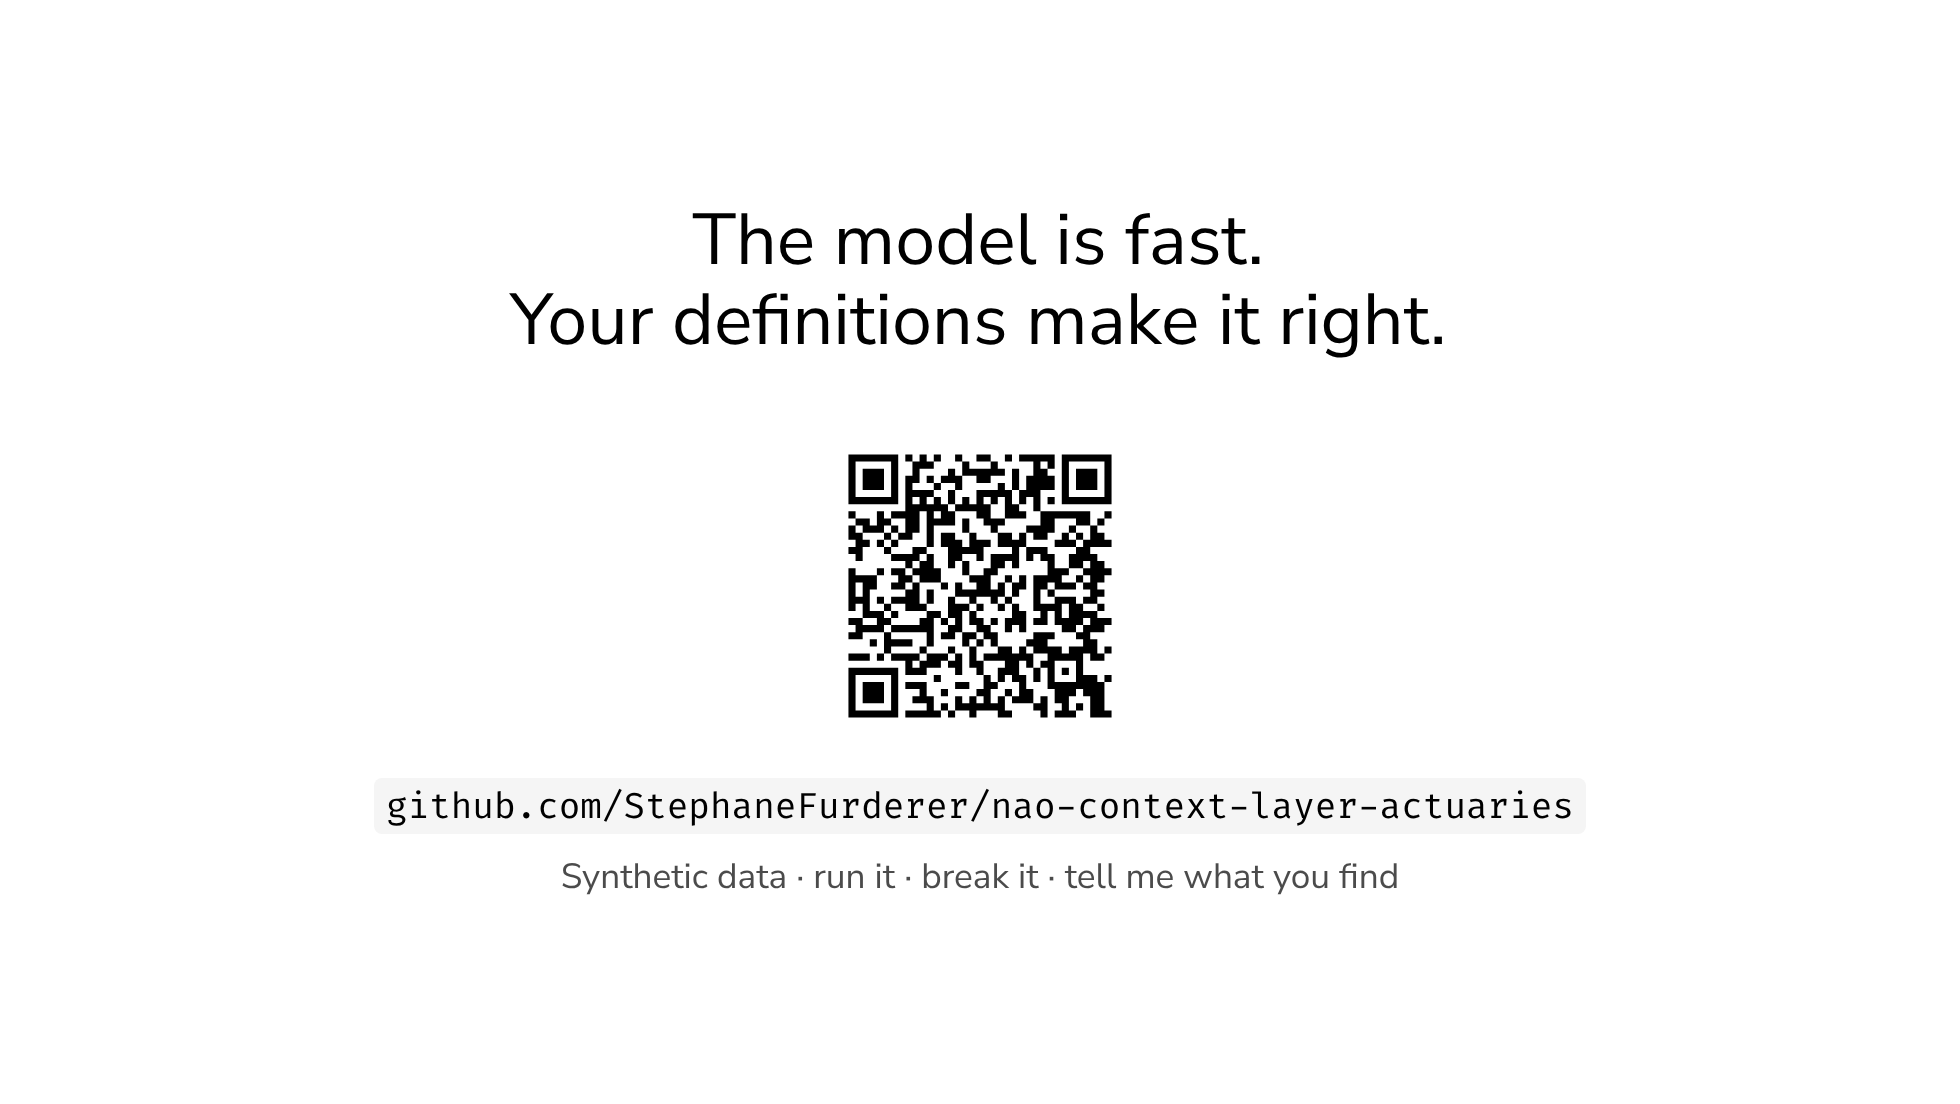 The model is fast.
Your definitions make it right.
github.com/StephaneFurderer/nao-context-layer-actuaries
Synthetic data · run it · break it · tell me what you find